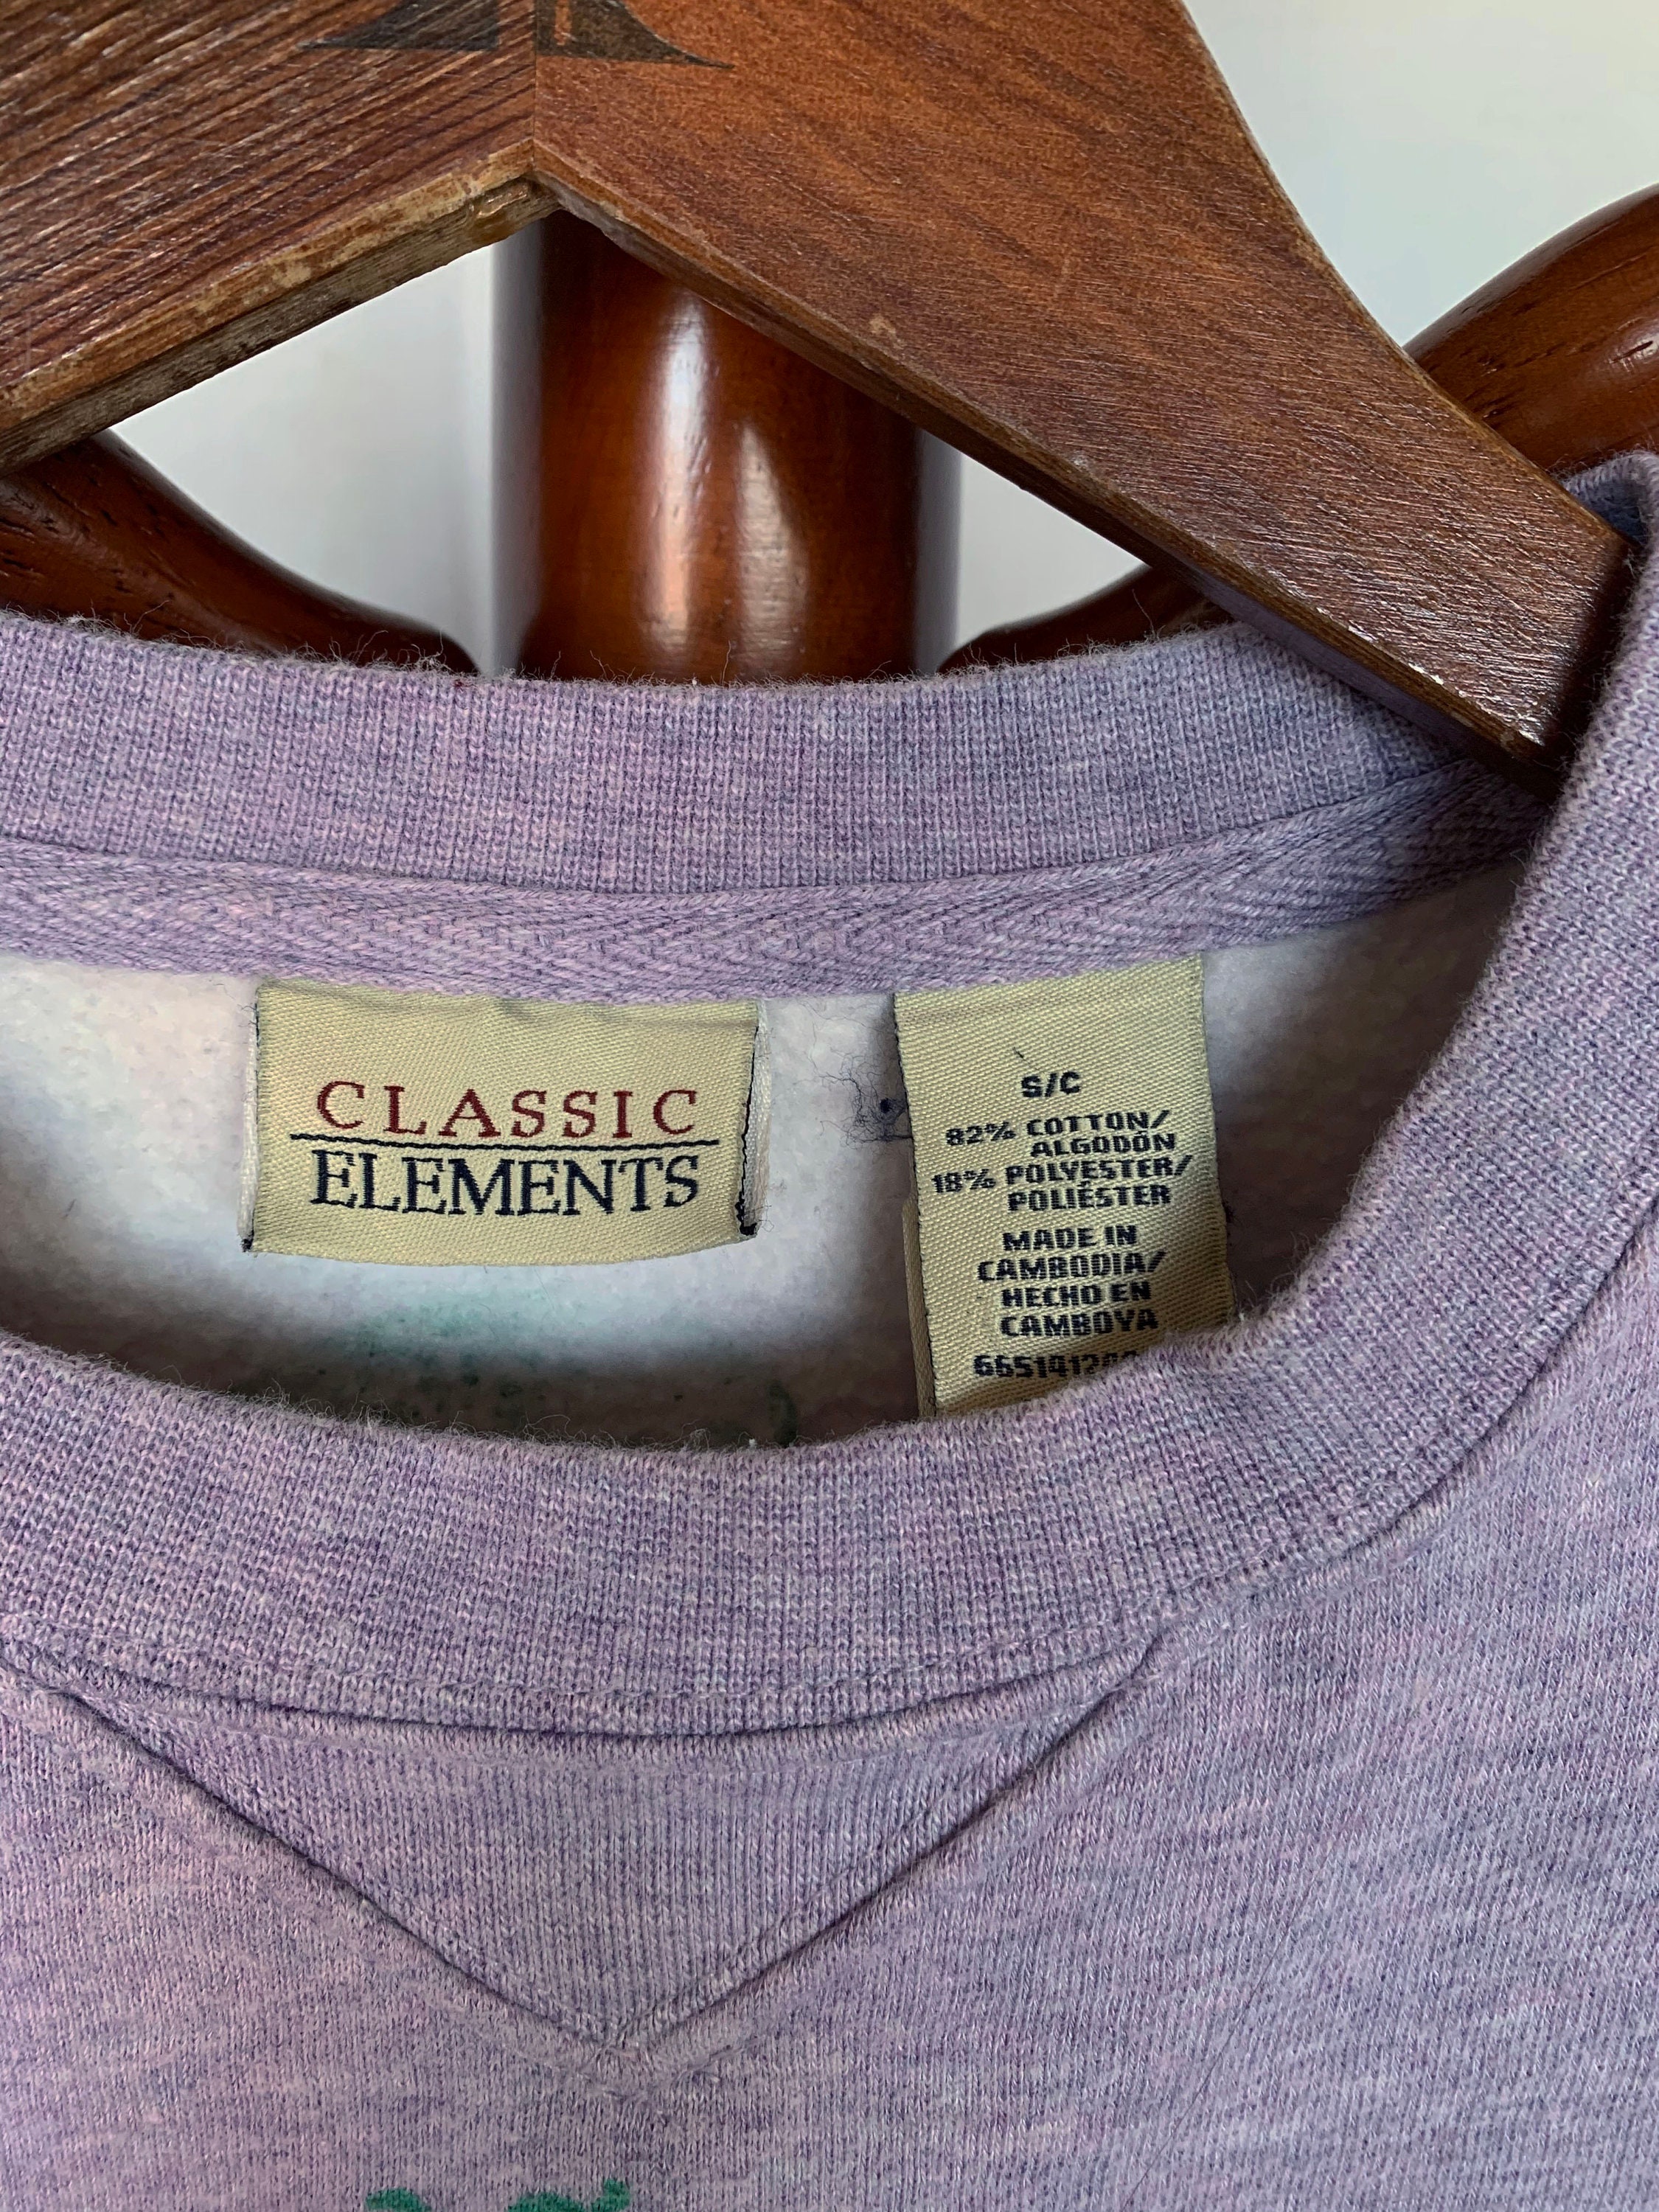 CLASSIC
ELEMENTS
S/C
82% COTTON/
ALGODÓN
18% POLYESTER/
POLIÉSTER
MADE IN
CAMBODIA/
HECHO EN
CAMBOYA